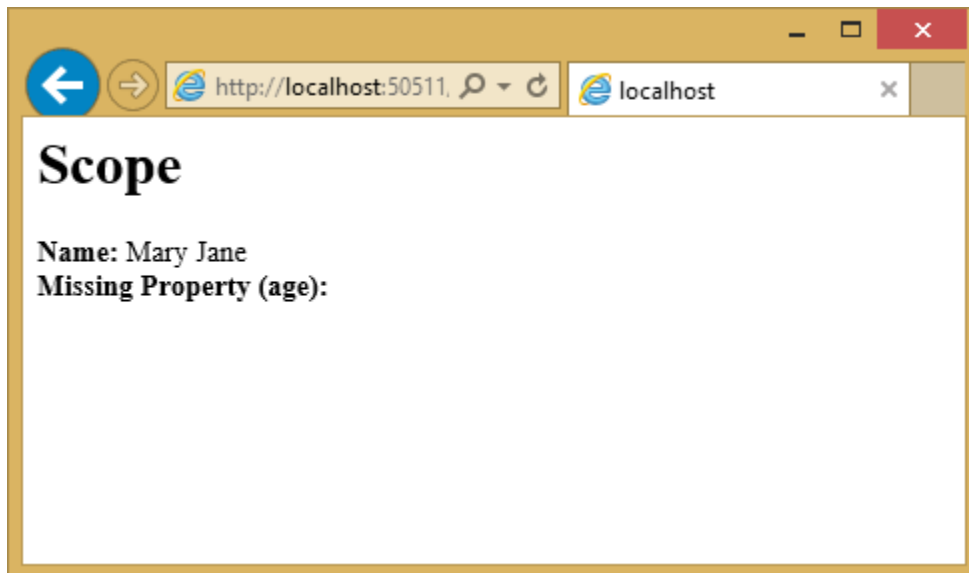 http://localhost:50511,
localhost
Scope
Name: Mary Jane
Missing Property (age):